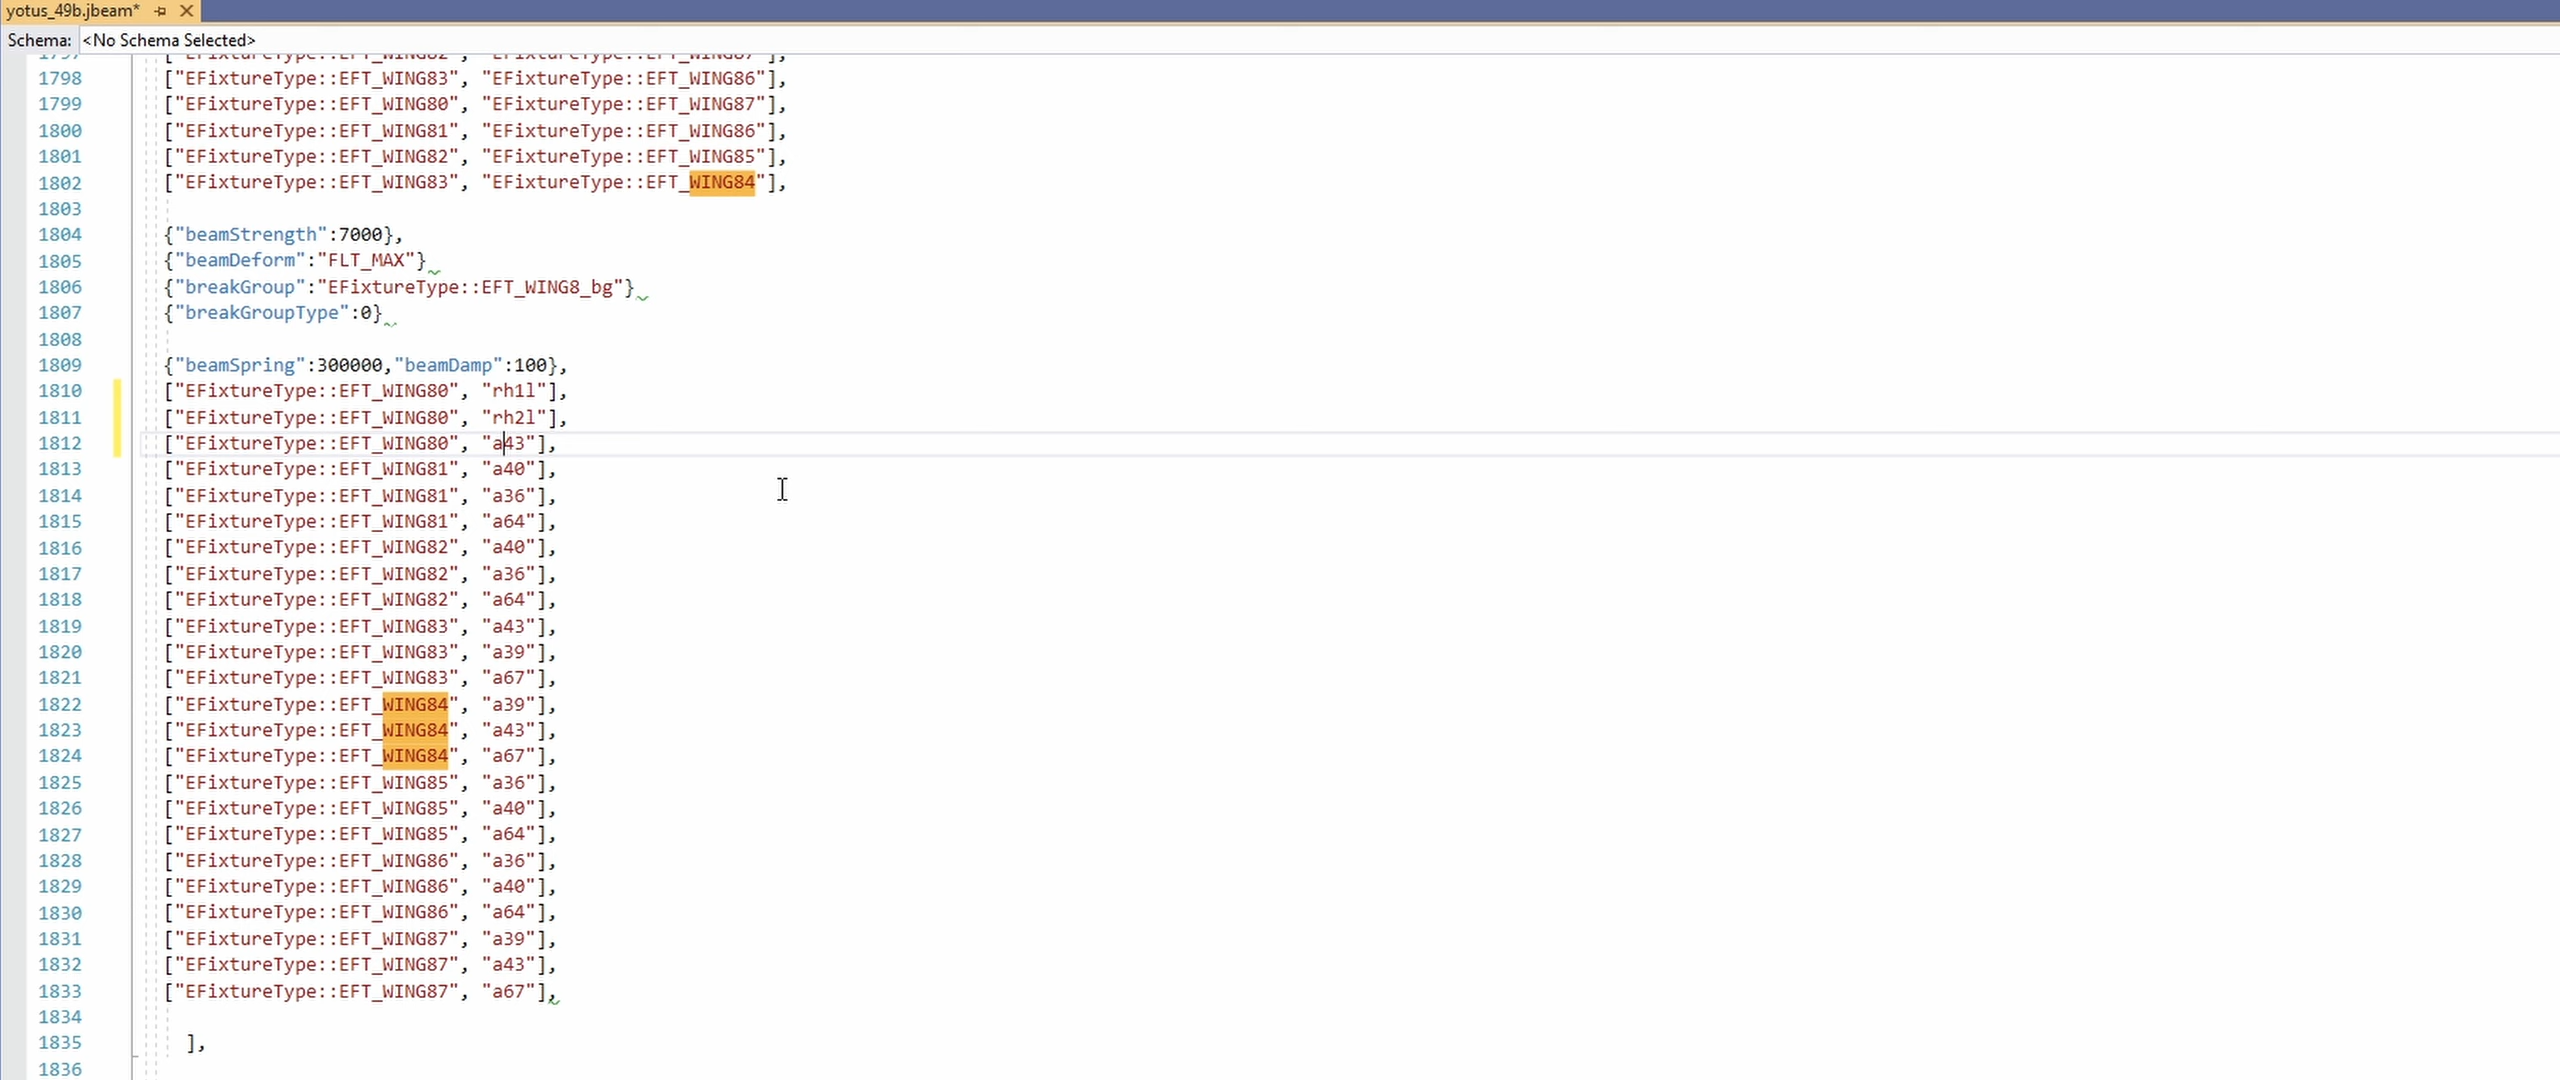 yotus_49b.jbeam*
Schema: <No Schema Selected>
1797 ["EFixtureType::EFT_WING82", "EFixtureType::EFT_WING87"],
1798 ["EFixtureType::EFT_WING83", "EFixtureType::EFT_WING86"],
1799 ["EFixtureType::EFT_WING80", "EFixtureType::EFT_WING87"],
1800 ["EFixtureType::EFT_WING81", "EFixtureType::EFT_WING86"],
1801 ["EFixtureType::EFT_WING82", "EFixtureType::EFT_WING85"],
1802 ["EFixtureType::EFT_WING83", "EFixtureType::EFT_WING84"],
1803
1804 {"beamStrength":7000},
1805 {"beamDeform":"FLT_MAX"}
1806 {"breakGroup":"EFixtureType::EFT_WING8_bg"}
1807 {"breakGroupType":0}
1808
1809 {"beamSpring":300000,"beamDamp":100},
1810 ["EFixtureType::EFT_WING80", "rh1l"],
1811 ["EFixtureType::EFT_WING80", "rh2l"],
1812 ["EFixtureType::EFT_WING80", "a43"],
1813 ["EFixtureType::EFT_WING81", "a40"],
1814 ["EFixtureType::EFT_WING81", "a36"],
1815 ["EFixtureType::EFT_WING81", "a64"],
1816 ["EFixtureType::EFT_WING82", "a40"],
1817 ["EFixtureType::EFT_WING82", "a36"],
1818 ["EFixtureType::EFT_WING82", "a64"],
1819 ["EFixtureType::EFT_WING83", "a43"],
1820 ["EFixtureType::EFT_WING83", "a39"],
1821 ["EFixtureType::EFT_WING83", "a67"],
1822 ["EFixtureType::EFT_WING84", "a39"],
1823 ["EFixtureType::EFT_WING84", "a43"],
1824 ["EFixtureType::EFT_WING84", "a67"],
1825 ["EFixtureType::EFT_WING85", "a36"],
1826 ["EFixtureType::EFT_WING85", "a40"],
1827 ["EFixtureType::EFT_WING85", "a64"],
1828 ["EFixtureType::EFT_WING86", "a36"],
1829 ["EFixtureType::EFT_WING86", "a40"],
1830 ["EFixtureType::EFT_WING86", "a64"],
1831 ["EFixtureType::EFT_WING87", "a39"],
1832 ["EFixtureType::EFT_WING87", "a43"],
1833 ["EFixtureType::EFT_WING87", "a67"],
1834
1835 ],
1836